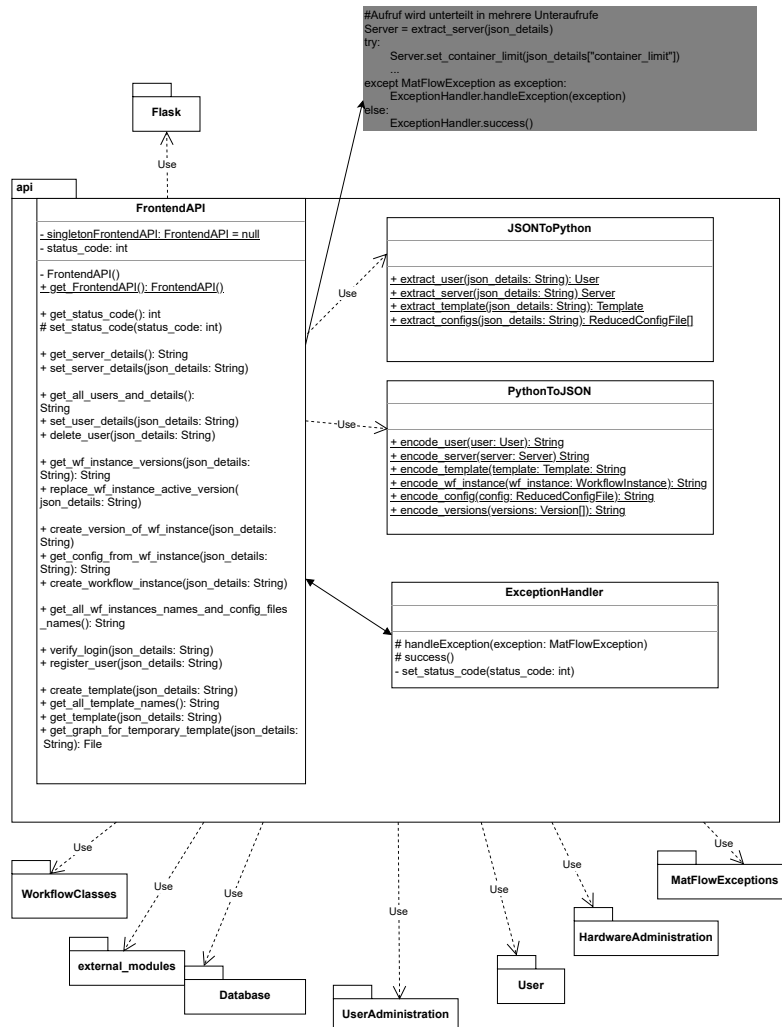 #Aufruf wird unterteilt in mehrere Unteraufrufe
Server = extract_server(json_details)
try:
Server.set_container_limit(json_details["container_limit"])
...
except MatFlowException as exception:
ExceptionHandler.handleException(exception)
else:
ExceptionHandler.success()
Flask
Use
api
FrontendAPI
- singletonFrontendAPI: FrontendAPI = null
- status_code: int
- FrontendAPI()
+ get_FrontendAPI(): FrontendAPI()
+ get_status_code(): int
# set_status_code(status_code: int)
+ get_server_details(): String
+ set_server_details(json_details: String)
+ get_all_users_and_details():
String
+ set_user_details(json_details: String)
+ delete_user(json_details: String)
+ get_wf_instance_versions(json_details:
String): String
+ replace_wf_instance_active_version(
json_details: String)
+ create_version_of_wf_instance(json_details:
String)
+ get_config_from_wf_instance(json_details:
String): String
+ create_workflow_instance(json_details: String)
+ get_all_wf_instances_names_and_config_files
_names(): String
+ verify_login(json_details: String)
+ register_user(json_details: String)
+ create_template(json_details: String)
+ get_all_template_names(): String
+ get_template(json_details: String)
+ get_graph_for_temporary_template(json_details:
String): File
Use
JSONToPython
+ extract_user(json_details: String): User
+ extract_server(json_details: String) Server
+ extract_template(json_details: String): Template
+ extract_configs(json_details: String): ReducedConfigFile[]
Use
PythonToJSON
+ encode_user(user: User): String
+ encode_server(server: Server) String
+ encode_template(template: Template: String
+ encode_wf_instance(wf_instance: WorkflowInstance): String
+ encode_config(config: ReducedConfigFile): String
+ encode_versions(versions: Version[]): String
ExceptionHandler
# handleException(exception: MatFlowException)
# success()
- set_status_code(status_code: int)
Use
WorkflowClasses
Use
external_modules
Use
Database
Use
UserAdministration
Use
User
Use
HardwareAdministration
Use
MatFlowExceptions